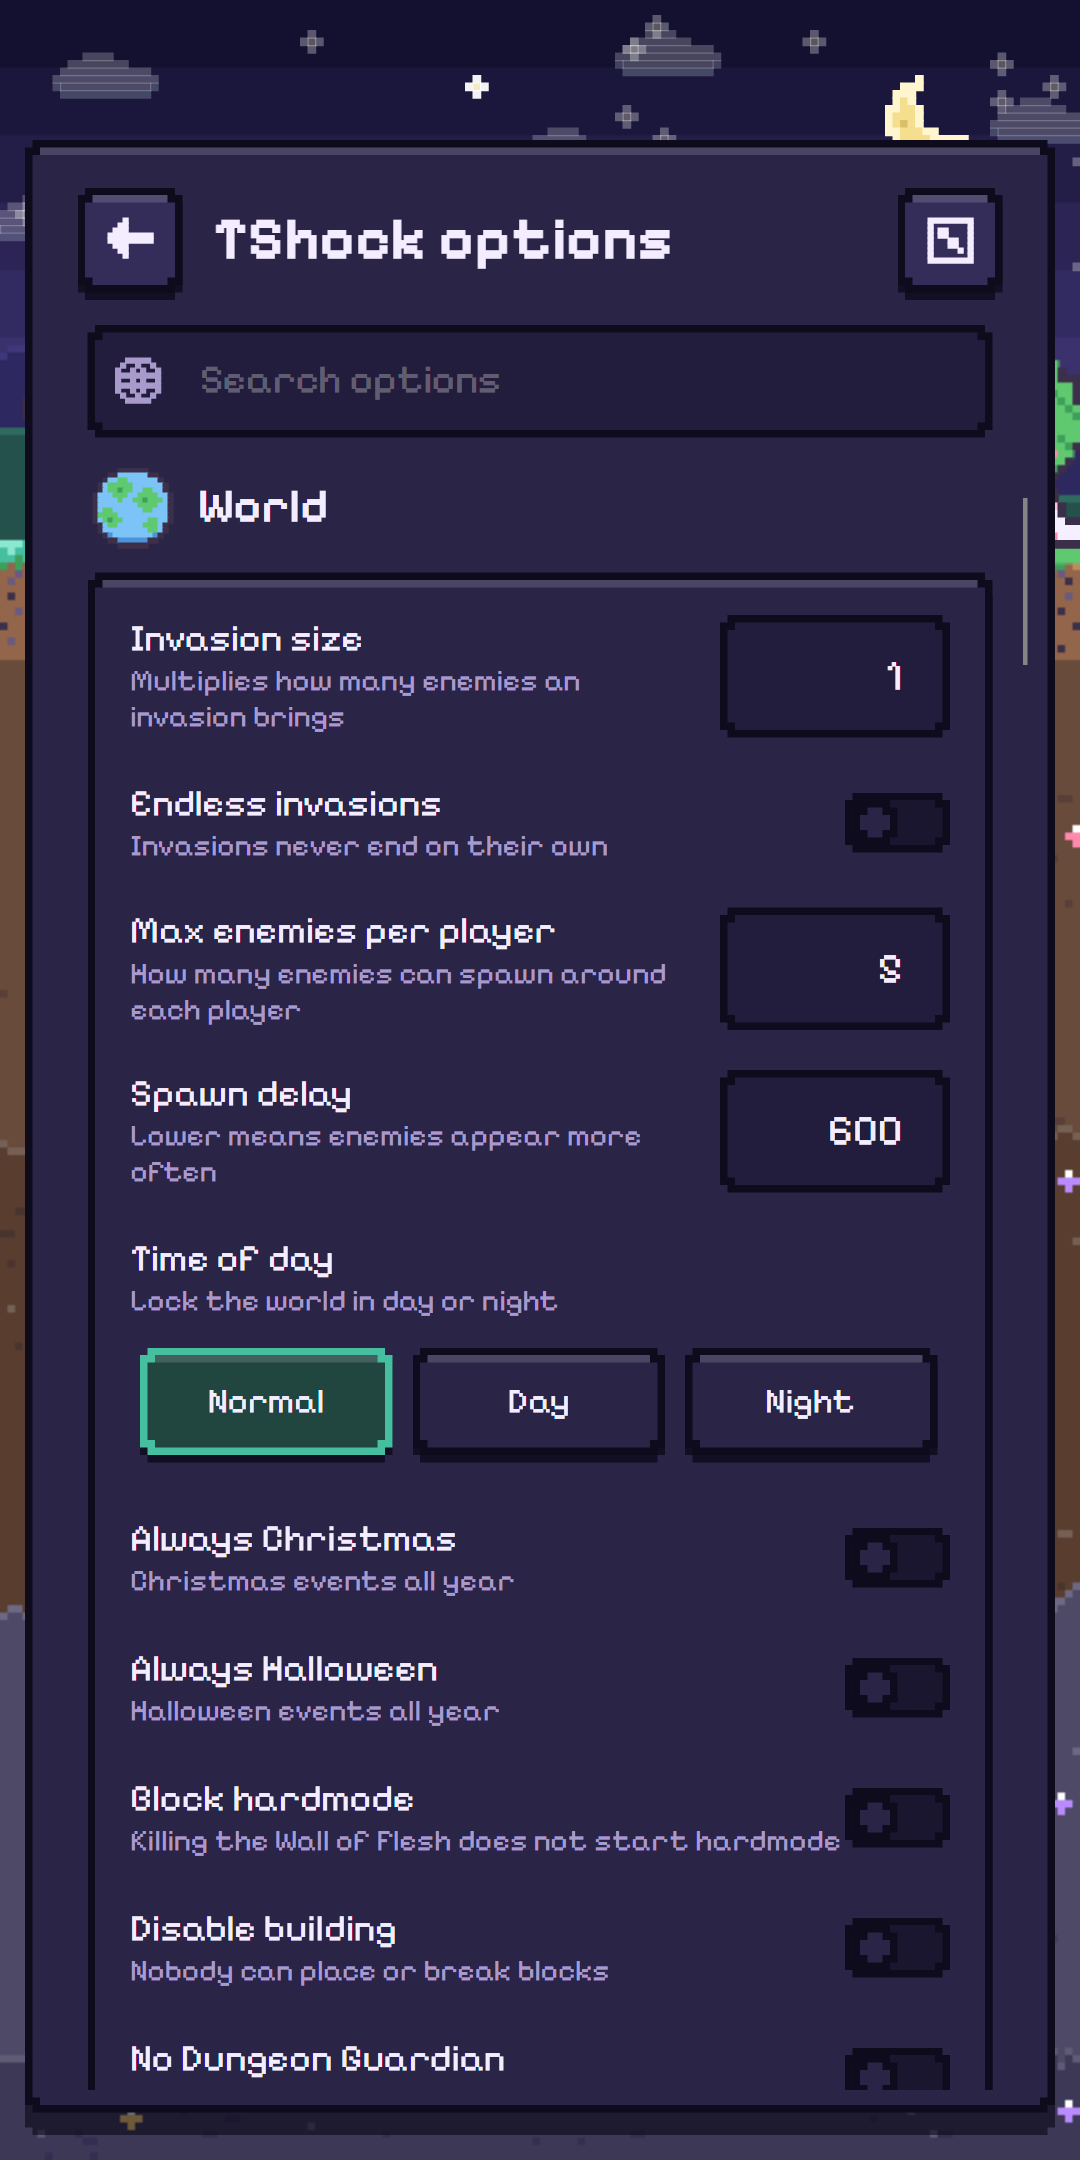 TShock options
Search options
World
Invasion size
Multiplies how many enemies an
invasion brings
1
Endless invasions
Invasions never end on their own
Max enemies per player
How many enemies can spawn around
each player
8
Spawn delay
Lower means enemies appear more
often
600
Time of day
Lock the world in day or night
Normal
Day
Night
Always Christmas
Christmas events all year
Always Halloween
Halloween events all year
Block hardmode
Killing the Wall of Flesh does not start hardmode
Disable building
Nobody can place or break blocks
No Dungeon Guardian